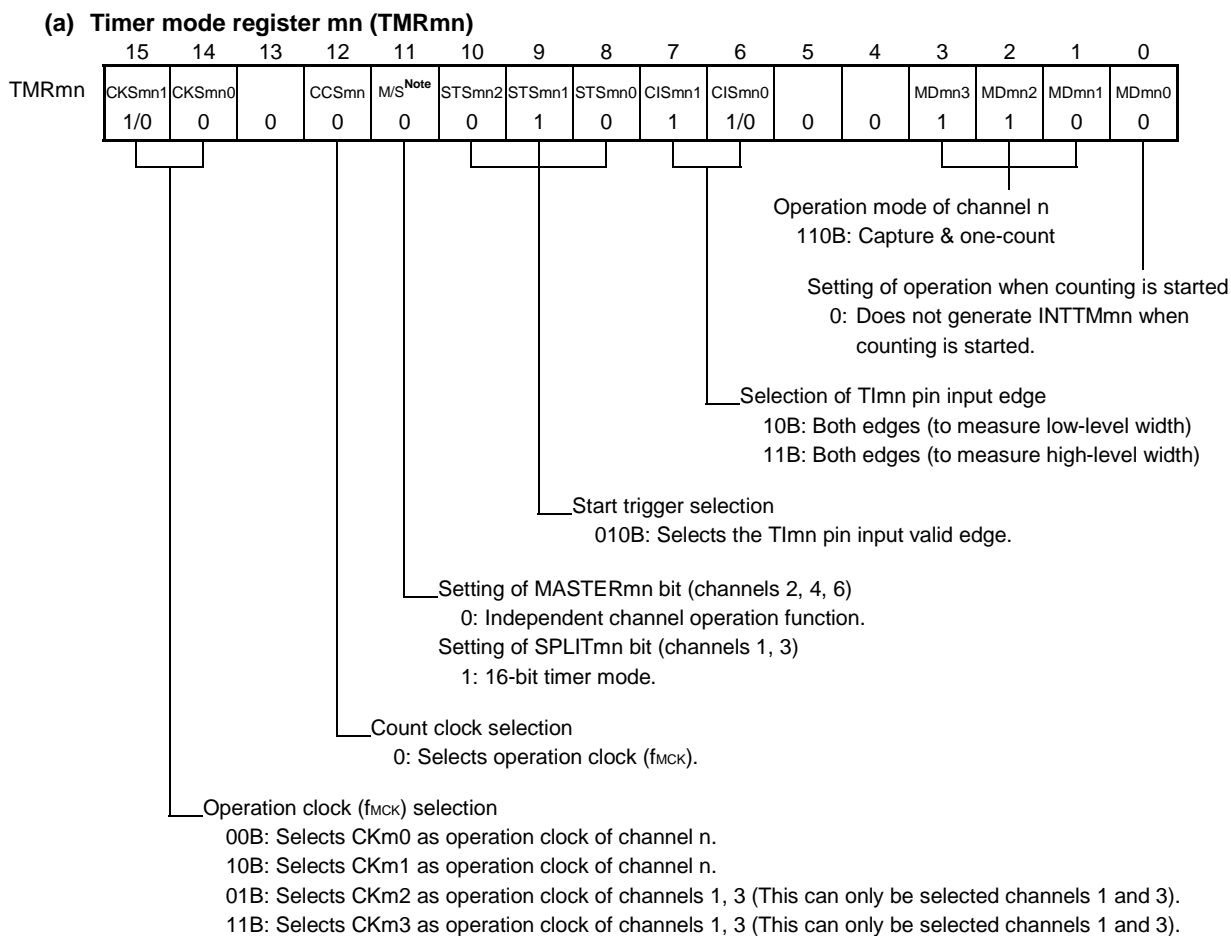 (a) Timer mode register mn (TMRmn)
15 14 13 12 11 10 9 8 7 6 5 4 3 2 1 0
TMRmn CKSmn1 CKSmn0 CCSmn M/S Note STSmn2 STSmn1 STSmn0 CISmn1 CISmn0 MDmn3 MDmn2 MDmn1 MDmn0
1/0 0 0 0 0 0 1 0 1 1/0 0 0 1 1 0 0
Operation mode of channel n
110B: Capture & one-count
Setting of operation when counting is started
0: Does not generate INTTMmn when
counting is started.
Selection of TImn pin input edge
10B: Both edges (to measure low-level width)
11B: Both edges (to measure high-level width)
Start trigger selection
010B: Selects the TImn pin input valid edge.
Setting of MASTERmn bit (channels 2, 4, 6)
0: Independent channel operation function.
Setting of SPLITmn bit (channels 1, 3)
1: 16-bit timer mode.
Count clock selection
0: Selects operation clock (fMCK).
Operation clock (fMCK) selection
00B: Selects CKm0 as operation clock of channel n.
10B: Selects CKm1 as operation clock of channel n.
01B: Selects CKm2 as operation clock of channels 1, 3 (This can only be selected channels 1 and 3).
11B: Selects CKm3 as operation clock of channels 1, 3 (This can only be selected channels 1 and 3).